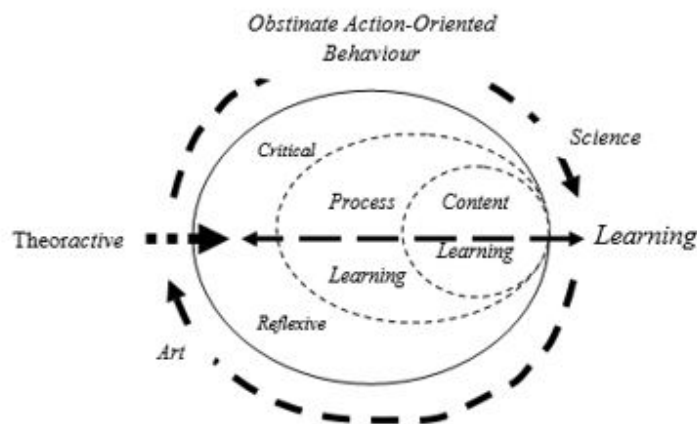 Obstinate Action-Oriented
Behaviour
Science
Critical
Process
Content
Theoractive
Learning
Learning
Learning
Reflexive
Art